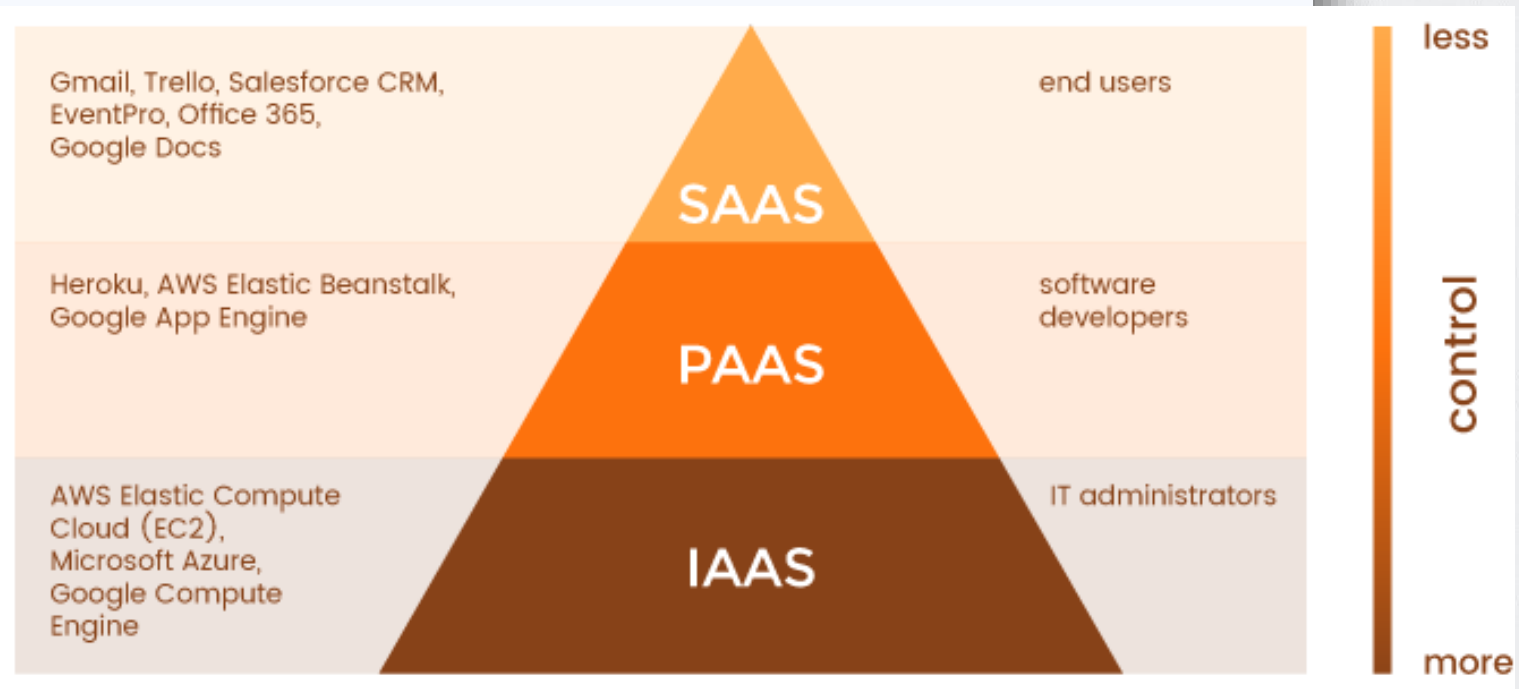 Gmail, Trello, Salesforce CRM,
EventPro, Office 365,
Google Docs
SAAS
end users
Heroku, AWS Elastic Beanstalk,
Google App Engine
PAAS
software
developers
AWS Elastic Compute
Cloud (EC2),
Microsoft Azure,
Google Compute
Engine
IAAS
IT administrators
less
control
more